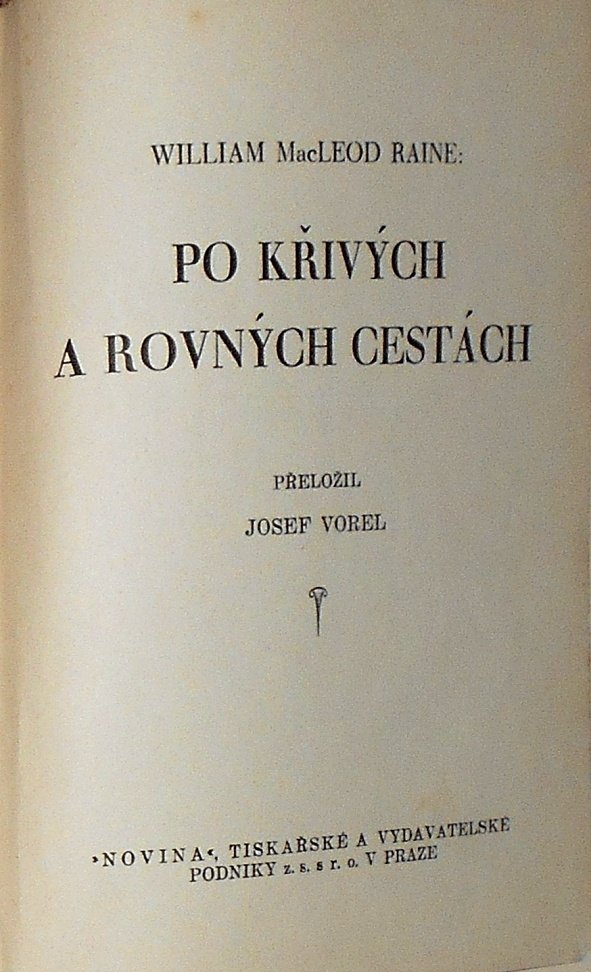 WILLIAM MacLEOD RAINE:
PO KŘIVÝCH
A ROVNÝCH CESTÁCH
PŘELOŽIL
JOSEF VOREL
»NOVINA«, TISKAŘSKÉ A VYDAVATELSKÉ
PODNIKY z. s. s r. o. V PRAZE